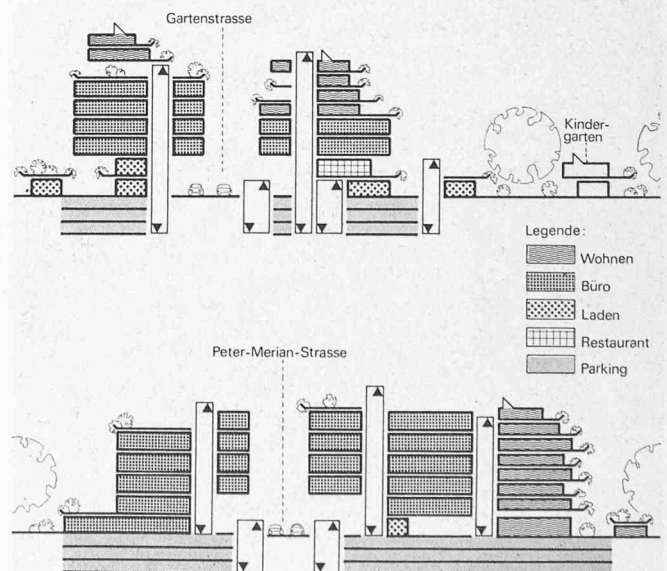 Gartenstrasse
Kinder-
garten
Legende:
Wohnen
Büro
Laden
Restaurant
Parking
Peter-Merian-Strasse